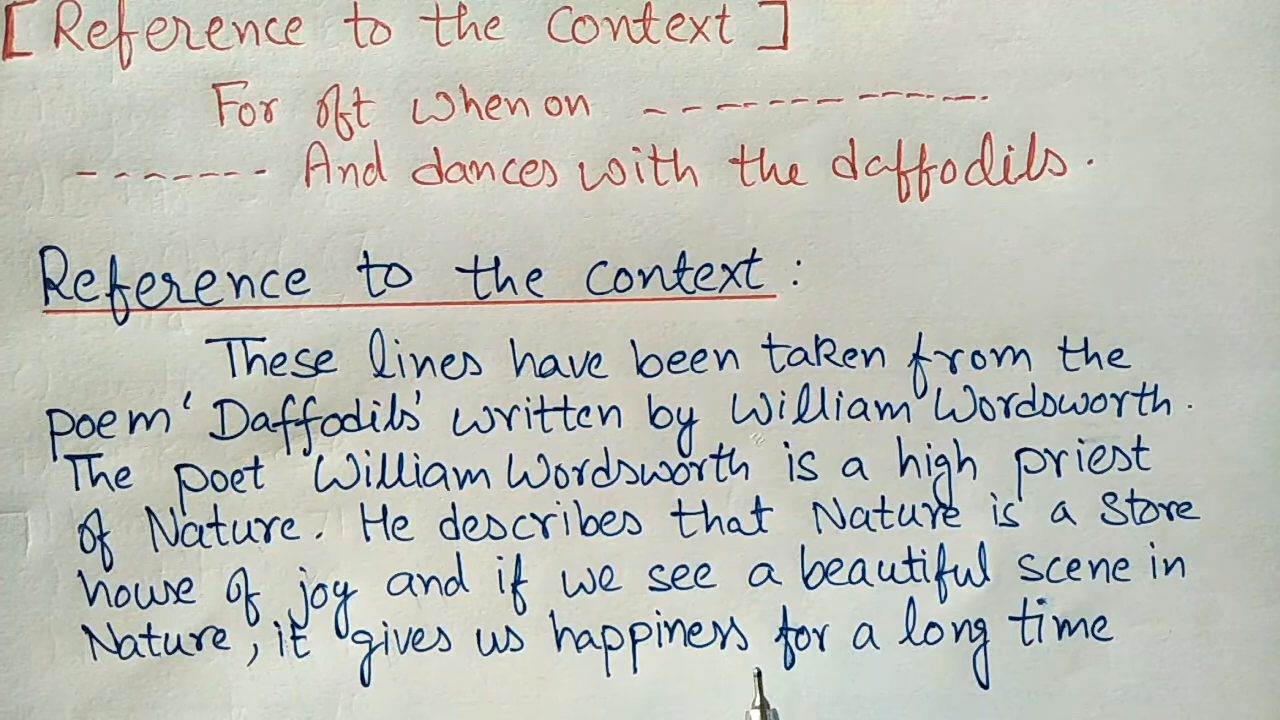 [Reference to the Context]
For oft when on -------------
------- And dances with the daffodils.
Reference to the context :
These lines have been taken from the
poem 'Daffodils' written by William Wordsworth.
The poet William Wordsworth is a high priest
of Nature. He describes that Nature is a store
house of joy and if we see a beautiful scene in
Nature, it gives us happiness for a long time